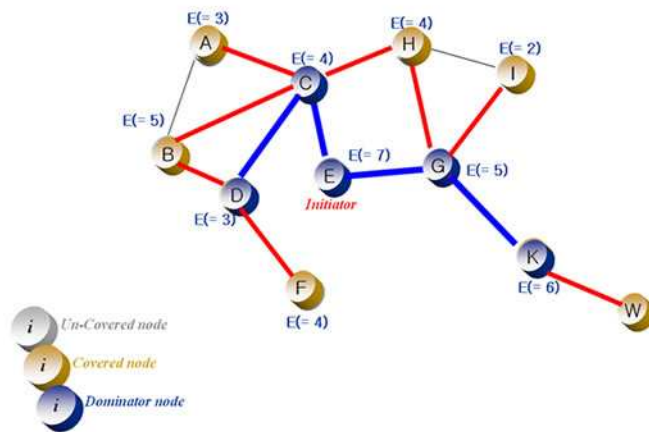 E(= 3)
A
E(= 4)
C
E(= 4)
H
E(= 2)
I
E(= 5)
B
D
E(= 3)
E(= 7)
E
Initiator
G
E(= 5)
F
E(= 4)
K
E(= 6)
W
i Un-Covered node
i Covered node
i Dominator node